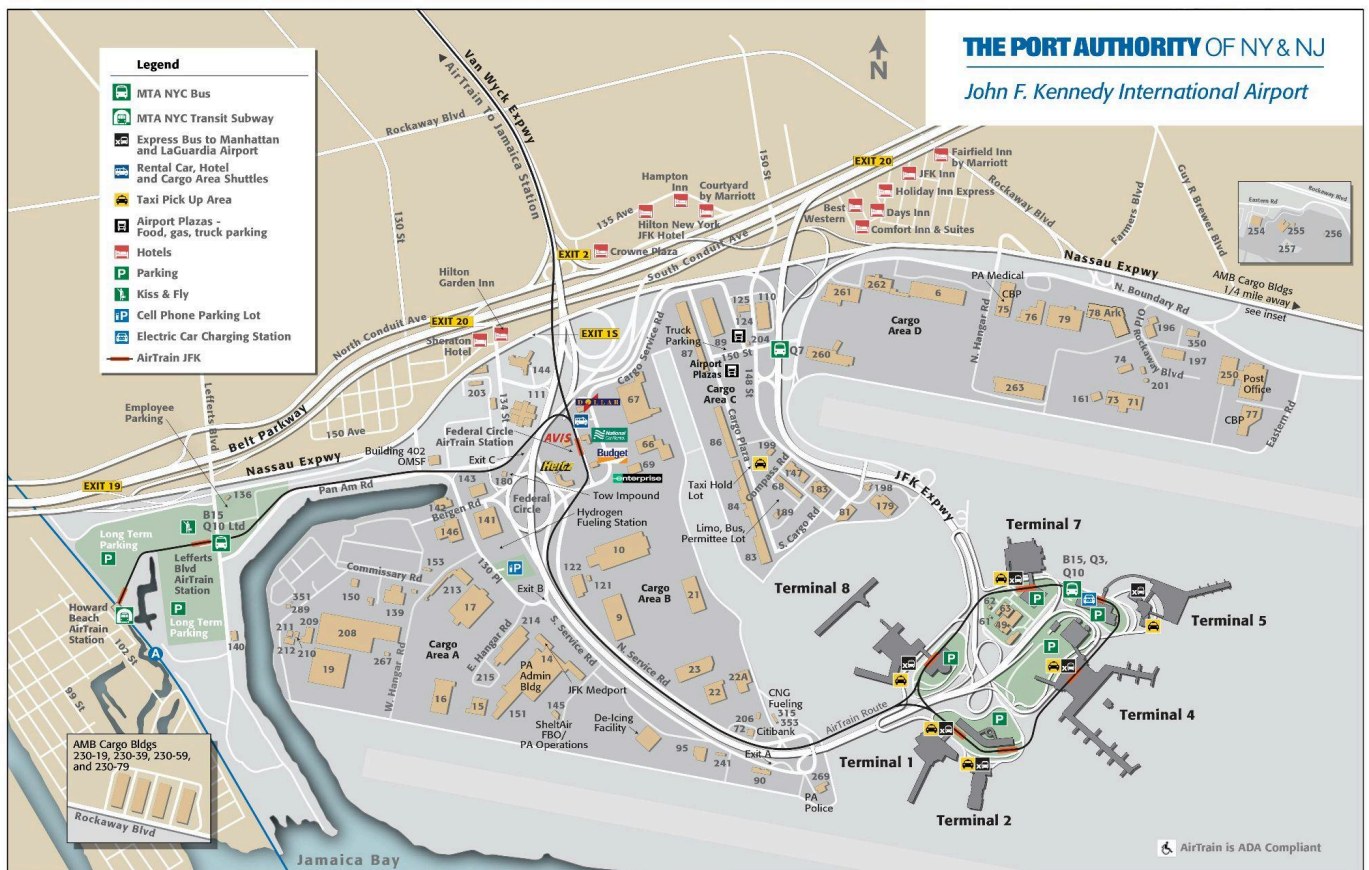 THE PORT AUTHORITY OF NY & NJ
John F. Kennedy International Airport
N
Legend
MTA NYC Bus
MTA NYC Transit Subway
Express Bus to Manhattan
and LaGuardia Airport
Rental Car, Hotel
and Cargo Area Shuttles
Taxi Pick Up Area
Airport Plazas -
Food, gas, truck parking
Hotels
Parking
Kiss & Fly
Cell Phone Parking Lot
Electric Car Charging Station
AirTrain JFK
Van Wyck Expwy
AirTrain To Jamaica Station
Rockaway Blvd
130 St
135 Ave
150 St
Hampton
Inn
Courtyard
by Marriott
Hilton New York
JFK Hotel
EXIT 2
Crowne Plaza
South Conduit Ave
EXIT 20
Fairfield Inn
by Marriott
JFK Inn
Holiday Inn Express
Best
Western
Days Inn
Comfort Inn & Suites
Rockaway Blvd
Farmers Blvd
Guy R Brewer Blvd
Rockaway Blvd
Eastern Rd
254
255
256
257
Nassau Expwy
AMB Cargo Bldgs
1/4 mile away
see inset
Hilton
Garden Inn
North Conduit Ave
EXIT 20
Sheraton
Hotel
EXIT 1S
Belt Parkway
Lefferts Blvd
Employee
Parking
150 Ave
Nassau Expwy
EXIT 19
Pan Am Rd
136
B15
Q10 Ltd
Long Term
Parking
P
Lefferts
Blvd
AirTrain
Station
P
Long Term
Parking
Howard
Beach
AirTrain
Station
102 St
99 St
A
140
AMB Cargo Bldgs
230-19, 230-39, 230-59,
and 230-79
Rockaway Blvd
Jamaica Bay
144
203
134 St
111
Federal Circle
AirTrain Station
Building 402
OMSF
Exit C
DOLLAR
AVIS
National
Budget
Hertz
enterprise
67
66
69
Cargo Service Rd
143
180
142
Bergen Rd
146
141
Federal
Circle
Tow Impound
Hydrogen
Fueling Station
iP
130 Pl
Exit B
Commissary Rd
153
351
289
150
139
213
17
211
209
212
210
208
19
267
W. Hangar Rd
Cargo
Area A
E. Hangar Rd
214
14
PA
Admin
Bldg
215
16
15
151
145
JFK Medport
SheltAir
FBO/
PA Operations
De-Icing
Facility
S. Service Rd
N. Service Rd
10
122
121
9
Cargo
Area B
21
23
22
22A
CNG
Fueling
206
315
353
72
Citibank
95
241
Exit A
90
269
PA
Police
AirTrain Route
Truck
Parking
87
89
125
124
110
204
150 St
Airport
Plazas
Cargo
Area C
148 St
Cargo Plaza
86
84
83
Q7
199
Taxi Hold
Lot
Compass Rd
147
68
183
189
81
198
179
Limo, Bus,
Permittee Lot
S. Cargo Rd
261
262
6
260
Cargo
Area D
263
N. Hangar Rd
PA Medical
CBP
75
76
79
78 Ark
N. Boundary Rd
PIO
196
350
Rockaway Blvd
197
74
201
161
73
71
250
Post
Office
CBP
77
Eastern Rd
JFK Expwy
Terminal 7
B15, Q3,
Q10
62
63
61
49
P
P
P
P
P
Terminal 8
Terminal 5
Terminal 4
Terminal 1
Terminal 2
AirTrain is ADA Compliant